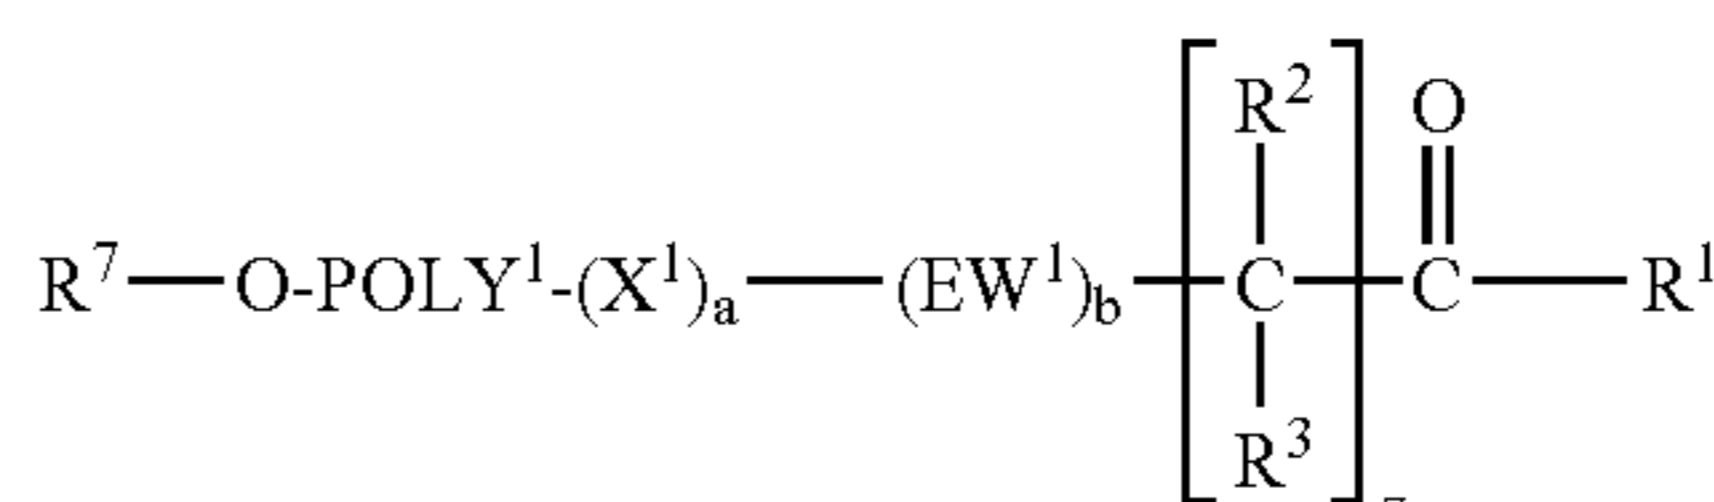 R² O
R⁷—O-POLY¹-(X¹)ₐ—(EW¹)b—[C]—C—R¹
R³